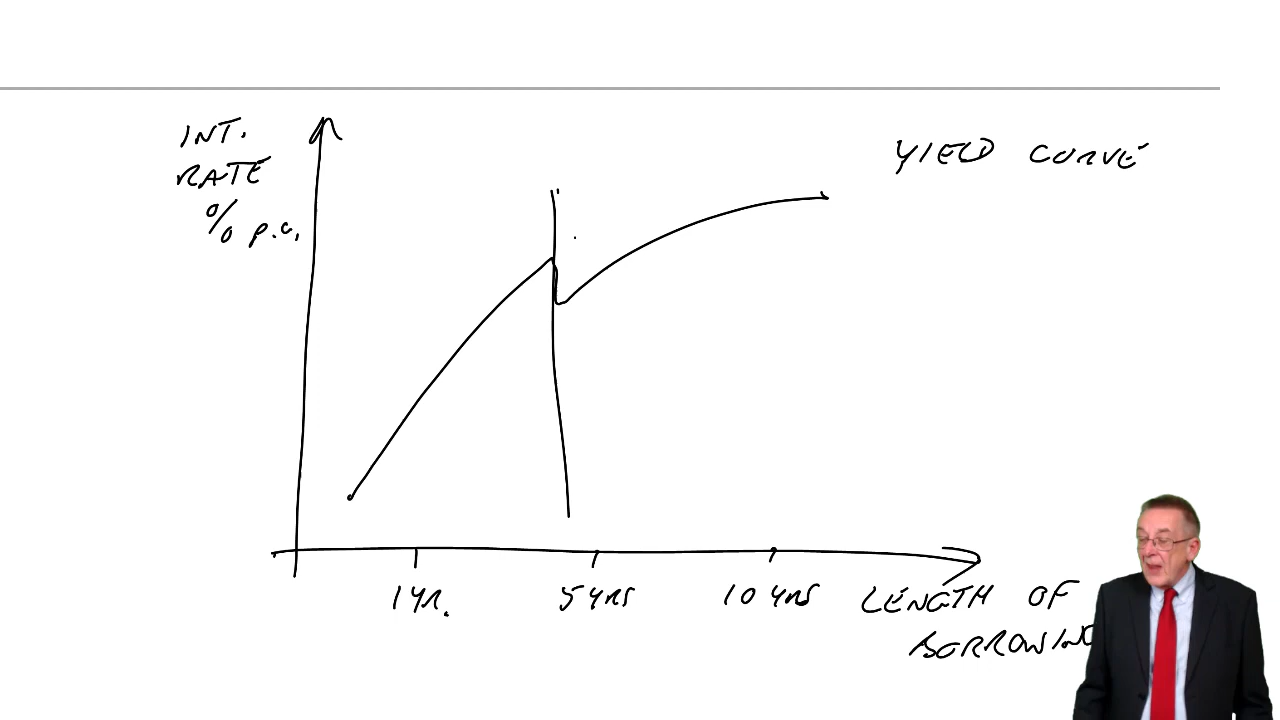 INT.
RATE
% p.a.
YIELD CURVE
1 YR.
5 YRS
10 YRS
LENGTH OF
BORROWING